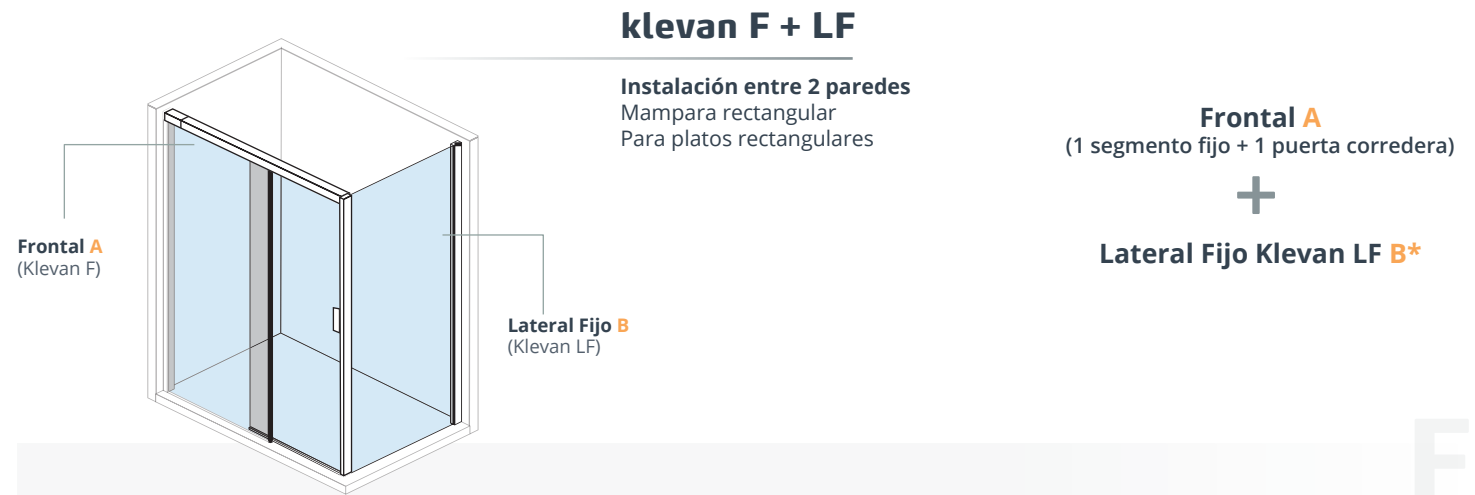 klevan F + LF
Instalación entre 2 paredes
Mampara rectangular
Para platos rectangulares
Frontal A
(1 segmento fijo + 1 puerta corredera)
+
Lateral Fijo Klevan LF B*
Frontal A
(Klevan F)
Lateral Fijo B
(Klevan LF)
F